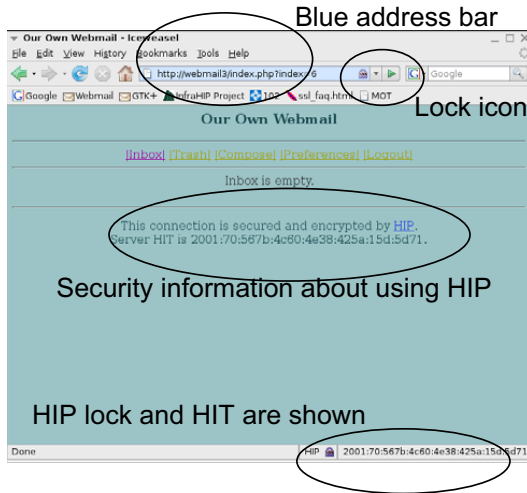 Blue address bar
Our Own Webmail - Iceweasel
File Edit View History Bookmarks Tools Help
http://webmail3/index.php?index=6
Google
Google Webmail GTK+ InfraHIP Project 102 ssl_faq.html MOT
Lock icon
Our Own Webmail
|Inbox| |Trash| |Compose| |Preferences| |Logout|
Inbox is empty.
This connection is secured and encrypted by HIP.
Server HIT is 2001:70:567b:4c60:4e38:425a:15d:5d71.
Security information about using HIP
HIP lock and HIT are shown
Done
HIP
2001:70:567b:4c60:4e38:425a:15d:5d71